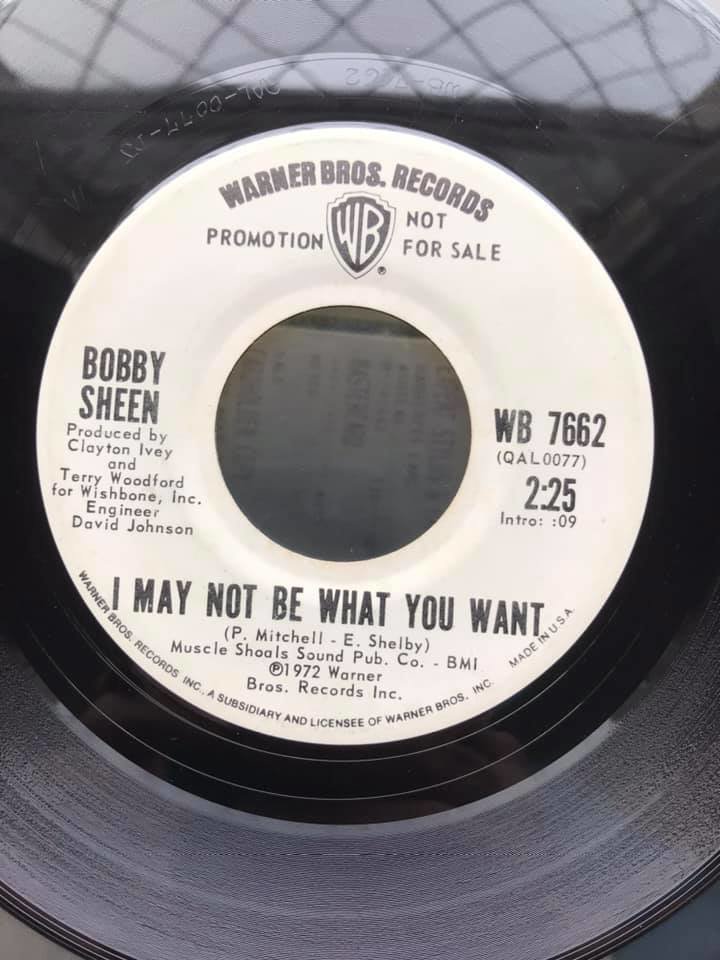 WARNER BROS. RECORDS
PROMOTION
WB
®
NOT
FOR SALE
BOBBY
SHEEN
Produced by
Clayton Ivey
and
Terry Woodford
for Wishbone, Inc.
Engineer
David Johnson
WB 7662
(QAL0077)
2:25
Intro: :09
I MAY NOT BE WHAT YOU WANT
(P. Mitchell - E. Shelby)
Muscle Shoals Sound Pub. Co. - BMI
℗1972 Warner
Bros. Records Inc.
WARNER BROS. RECORDS INC., A SUBSIDIARY AND LICENSEE OF WARNER BROS. INC. MADE IN U.S.A.